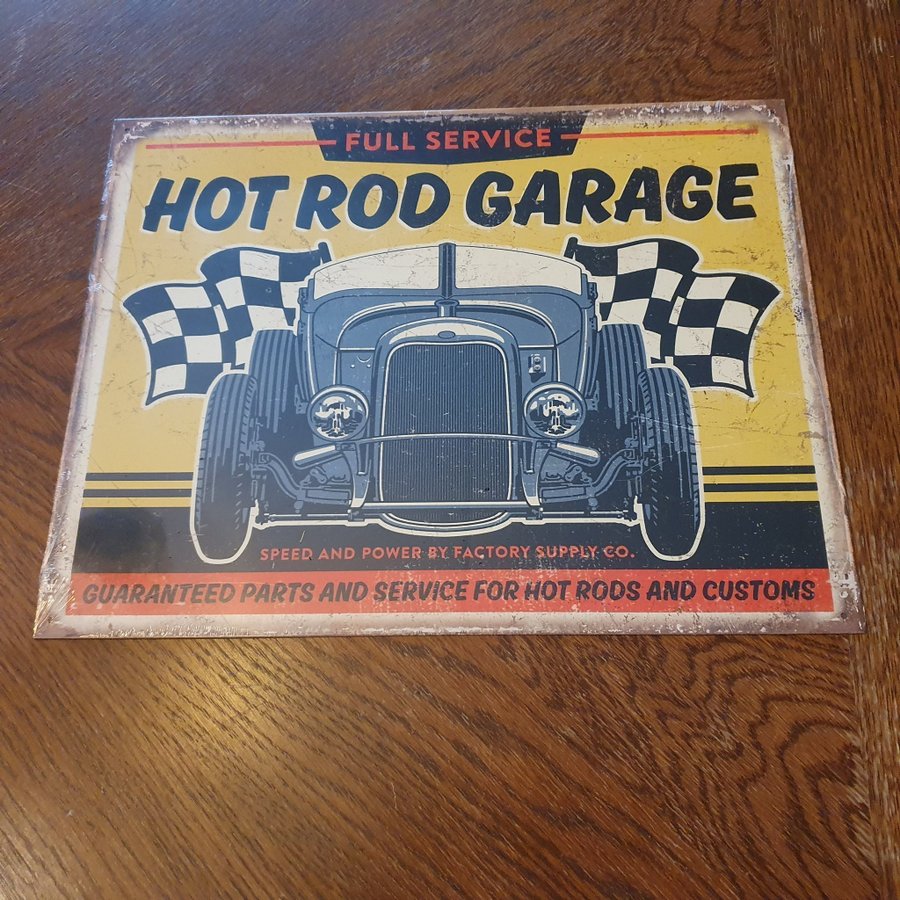 FULL SERVICE
HOT ROD GARAGE
SPEED AND POWER BY FACTORY SUPPLY CO.
GUARANTEED PARTS AND SERVICE FOR HOT RODS AND CUSTOMS